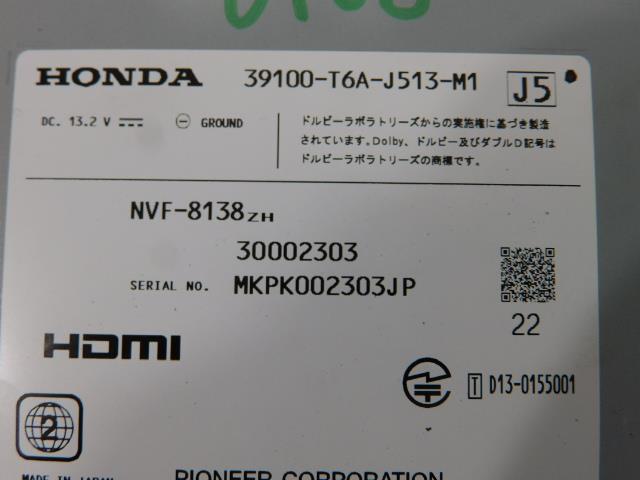 HONDA 39100-T6A-J513-M1 J5
DC. 13.2 V ⎓ ⊖ GROUND
ドルビーラボラトリーズからの実施権に基づき製造
されています。Dolby、ドルビー及びダブルD記号は
ドルビーラボラトリーズの商標です。
NVF-8138ZH
30002303
SERIAL NO. MKPK002303JP
22
HDMI
T D13-0155001
2
MADE IN JAPAN PIONEER CORPORATION